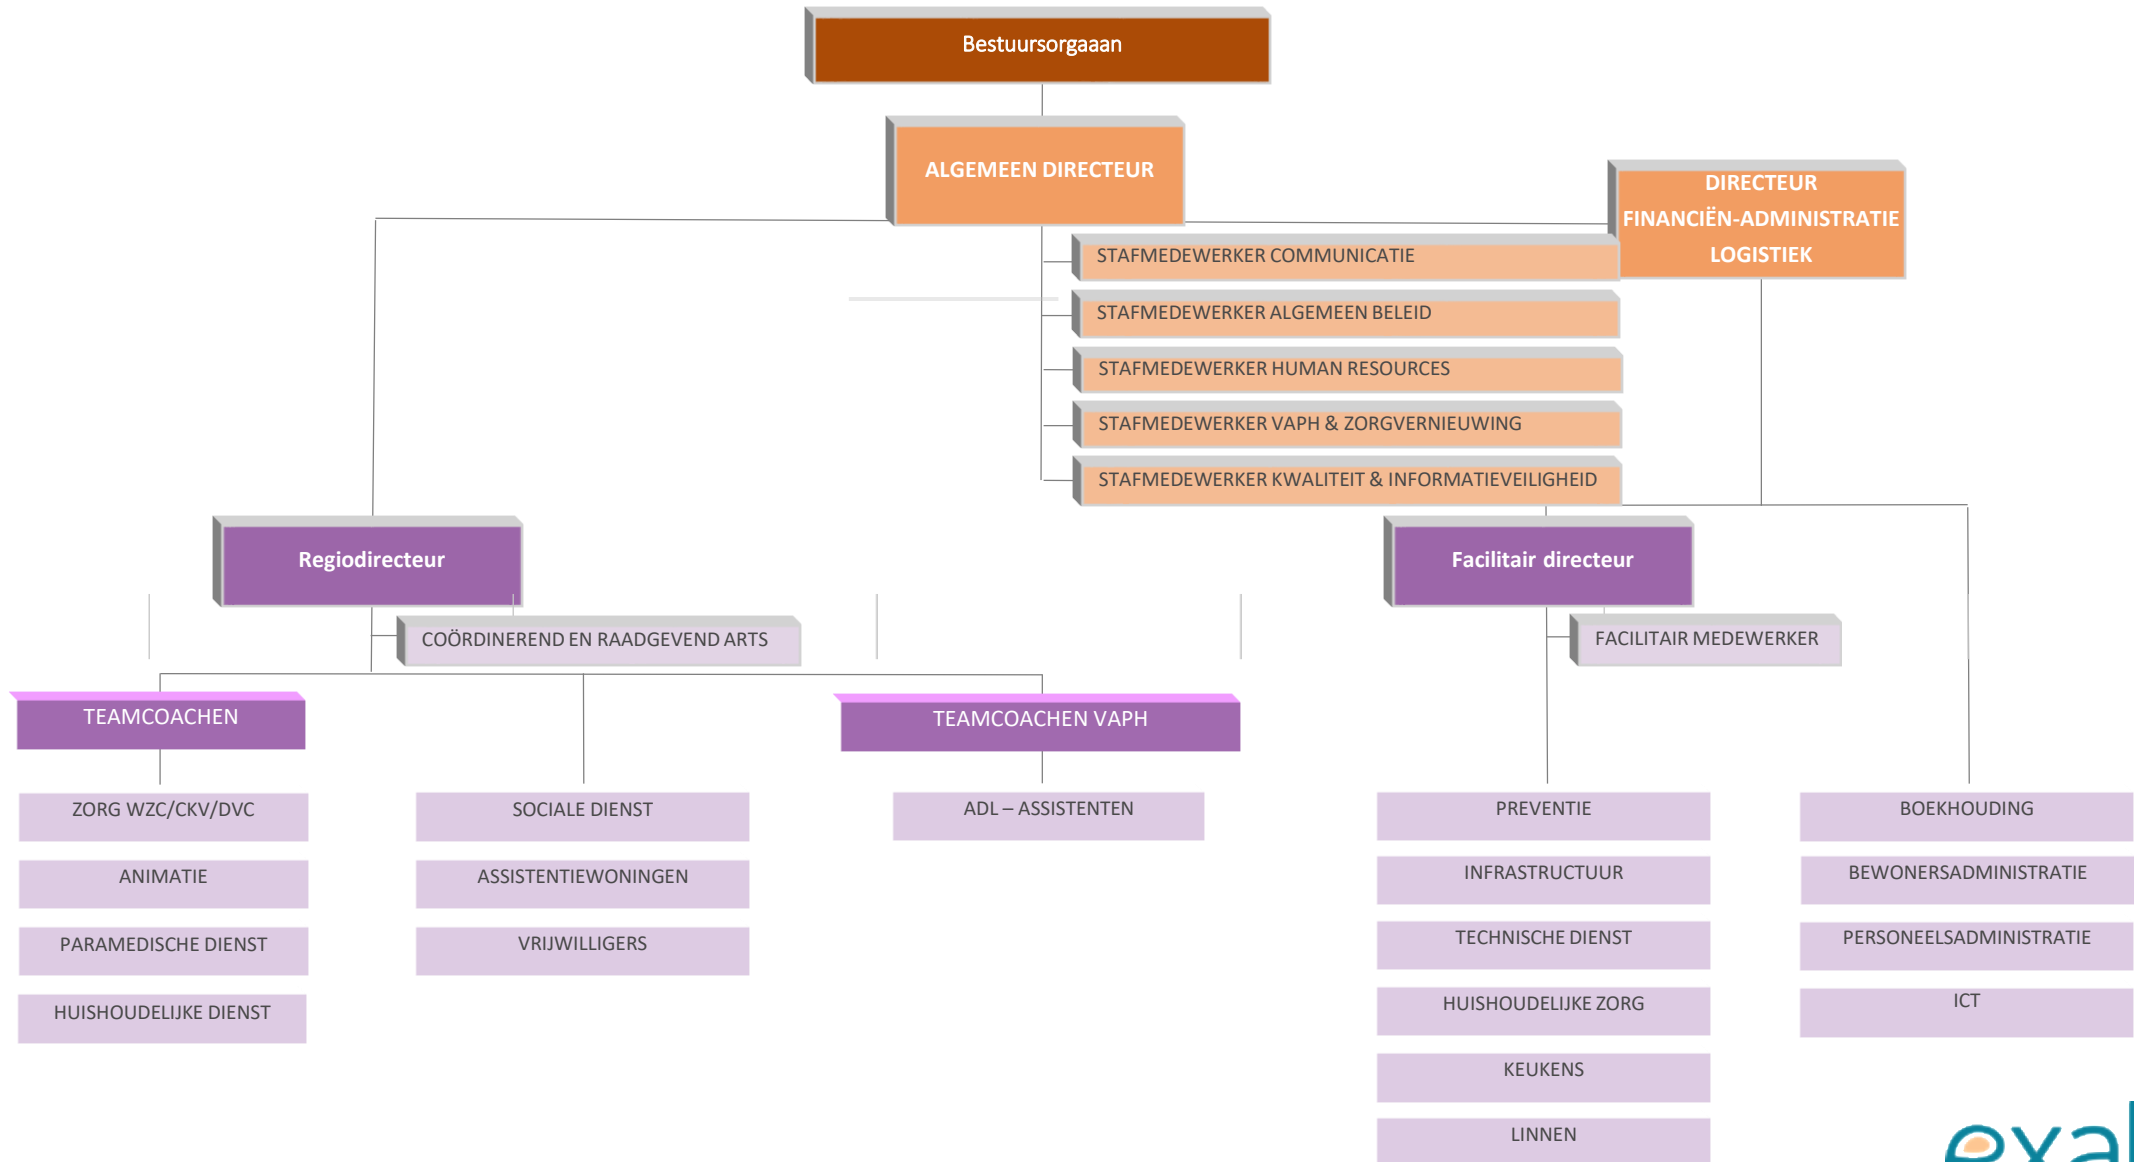 Bestuursorgaaan
ALGEMEEN DIRECTEUR
DIRECTEUR
FINANCIËN-ADMINISTRATIE
LOGISTIEK
STAFMEDEWERKER COMMUNICATIE
STAFMEDEWERKER ALGEMEEN BELEID
STAFMEDEWERKER HUMAN RESOURCES
STAFMEDEWERKER VAPH & ZORGVERNIEUWING
STAFMEDEWERKER KWALITEIT & INFORMATIEVEILIGHEID
Regiodirecteur
Facilitair directeur
COÖRDINEREND EN RAADGEVEND ARTS
FACILITAIR MEDEWERKER
TEAMCOACHEN
TEAMCOACHEN VAPH
ZORG WZC/CKV/DVC
ANIMATIE
PARAMEDISCHE DIENST
HUISHOUDELIJKE DIENST
SOCIALE DIENST
ASSISTENTIEWONINGEN
VRIJWILLIGERS
ADL – ASSISTENTEN
PREVENTIE
INFRASTRUCTUUR
TECHNISCHE DIENST
HUISHOUDELIJKE ZORG
KEUKENS
LINNEN
BOEKHOUDING
BEWONERSADMINISTRATIE
PERSONEELSADMINISTRATIE
ICT